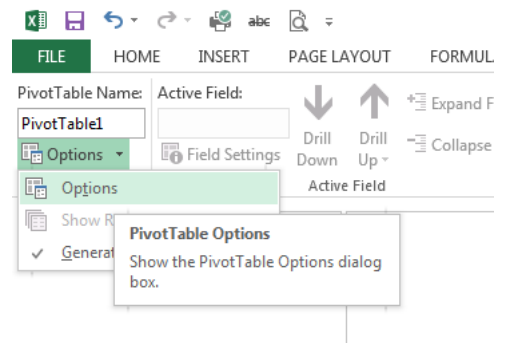 abc
FILE HOME INSERT PAGE LAYOUT FORMUL
PivotTable Name: Active Field:
PivotTable1
Drill Down
Drill Up
Expand F
Collapse
Options Field Settings
Active Field
Options
Show R
Generat
PivotTable Options
Show the PivotTable Options dialog
box.